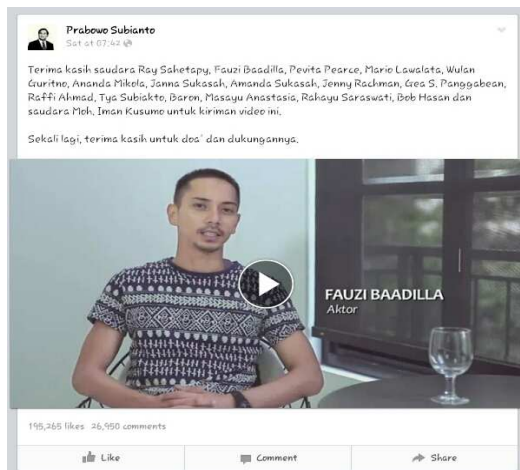 Prabowo Subianto
Sat at 07:42
Terima kasih saudara Ray Sahetapy, Fauzi Baadilla, Pevita Pearce, Mario Lawalata, Wulan
Guritno, Ananda Mikola, Janna Sukasah, Amanda Sukasah, Jenny Rachman, Gea S. Panggabean,
Raffi Ahmad, Tya Subiakto, Baron, Masayu Anastasia, Rahayu Saraswati, Bob Hasan dan
saudara Moh. Iman Kusumo untuk kiriman video ini.
Sekali lagi, terima kasih untuk doa' dan dukungannya.
FAUZI BAADILLA
Aktor
195,265 likes 26,950 comments
Like Comment Share